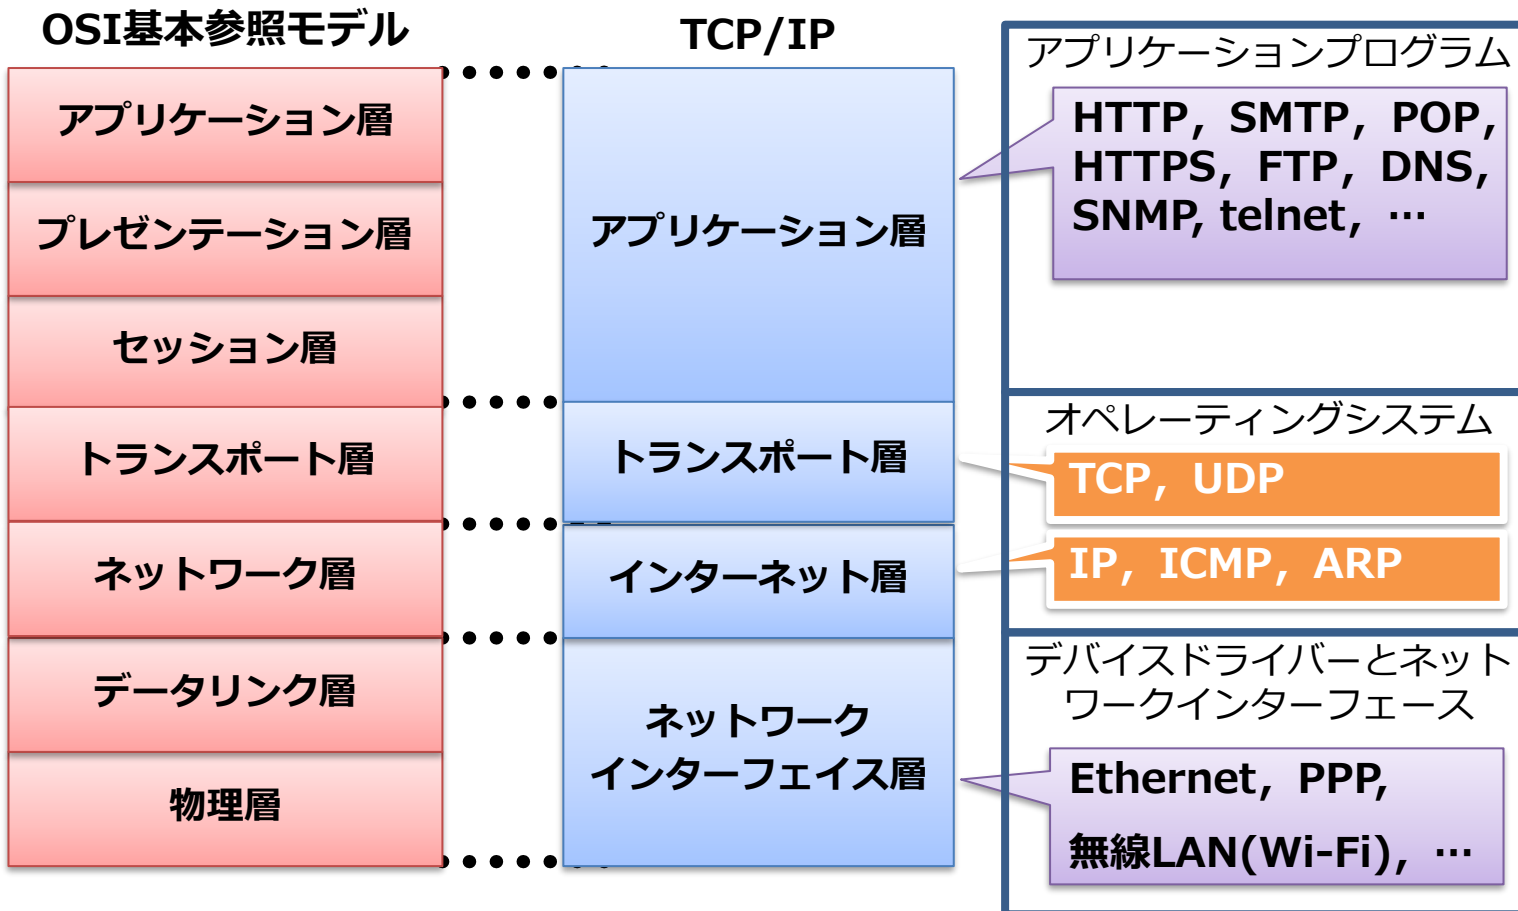 OSI基本参照モデル
アプリケーション層
プレゼンテーション層
セッション層
トランスポート層
ネットワーク層
データリンク層
物理層
TCP/IP
アプリケーション層
トランスポート層
インターネット層
ネットワーク
インターフェイス層
アプリケーションプログラム
HTTP, SMTP, POP,
HTTPS, FTP, DNS,
SNMP, telnet, …
オペレーティングシステム
TCP, UDP
IP, ICMP, ARP
デバイスドライバーとネット
ワークインターフェース
Ethernet, PPP,
無線LAN(Wi-Fi), …